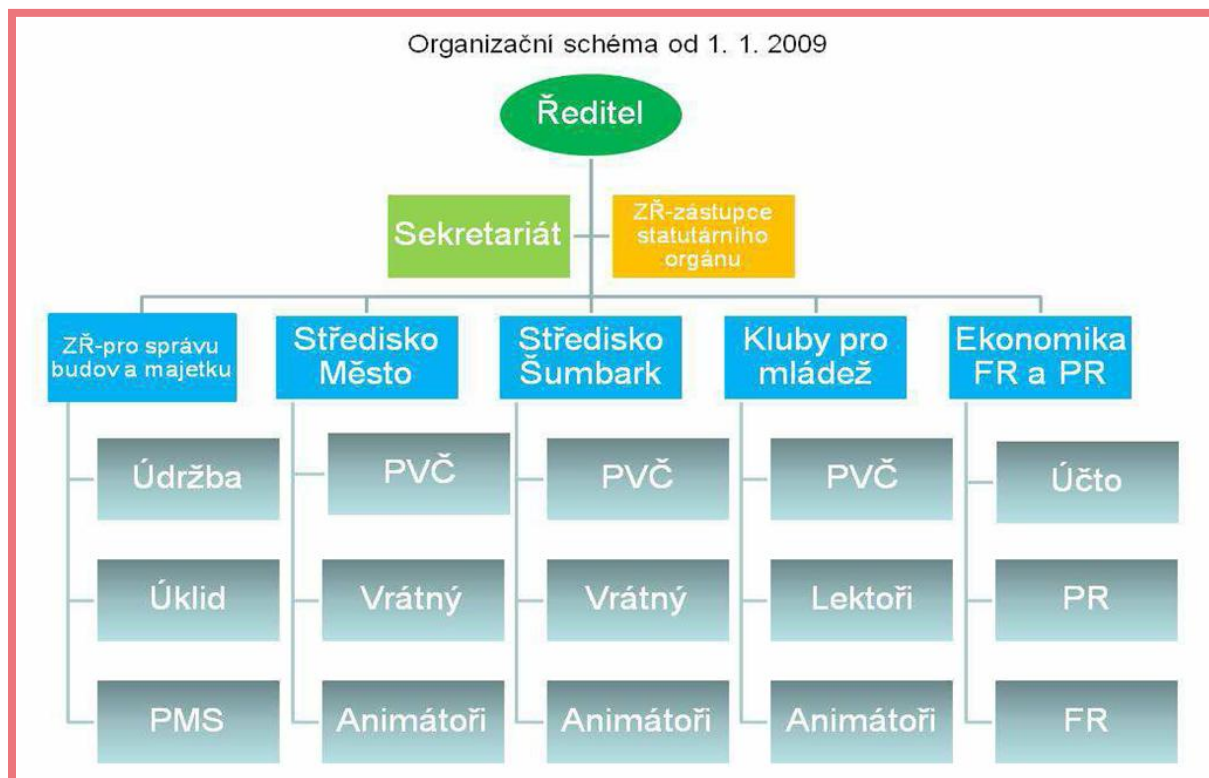 Organizační schéma od 1. 1. 2009
Ředitel
Sekretariát
ZŘ-zástupce
statutárního
orgánu
ZŘ-pro správu
budov a majetku
Středisko
Město
Středisko
Šumbark
Kluby pro
mládež
Ekonomika
FR a PR
Údržba
PVČ
PVČ
PVČ
Účto
Úklid
Vrátný
Vrátný
Lektoři
PR
PMS
Animátoři
Animátoři
Animátoři
FR